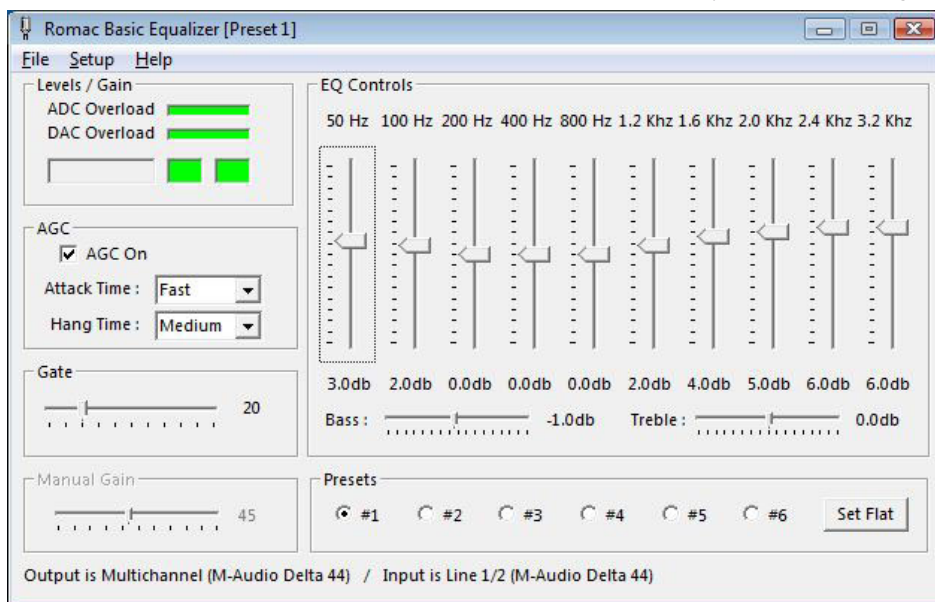 Romac Basic Equalizer [Preset 1]
File Setup Help
Levels / Gain
ADC Overload
DAC Overload
AGC
AGC On
Attack Time : Fast
Hang Time : Medium
Gate
20
Manual Gain
45
EQ Controls
50 Hz 100 Hz 200 Hz 400 Hz 800 Hz 1.2 Khz 1.6 Khz 2.0 Khz 2.4 Khz 3.2 Khz
3.0db 2.0db 0.0db 0.0db 0.0db 2.0db 4.0db 5.0db 6.0db 6.0db
Bass : -1.0db Treble : 0.0db
Presets
#1 #2 #3 #4 #5 #6 Set Flat
Output is Multichannel (M-Audio Delta 44) / Input is Line 1/2 (M-Audio Delta 44)